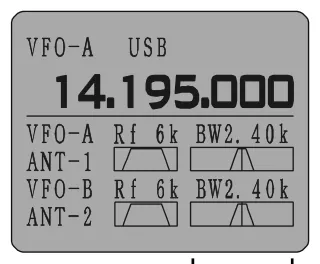 VFO-A USB
14.195.000
VFO-A Rf 6k BW2.40k
ANT-1
VFO-B Rf 6k BW2.40k
ANT-2